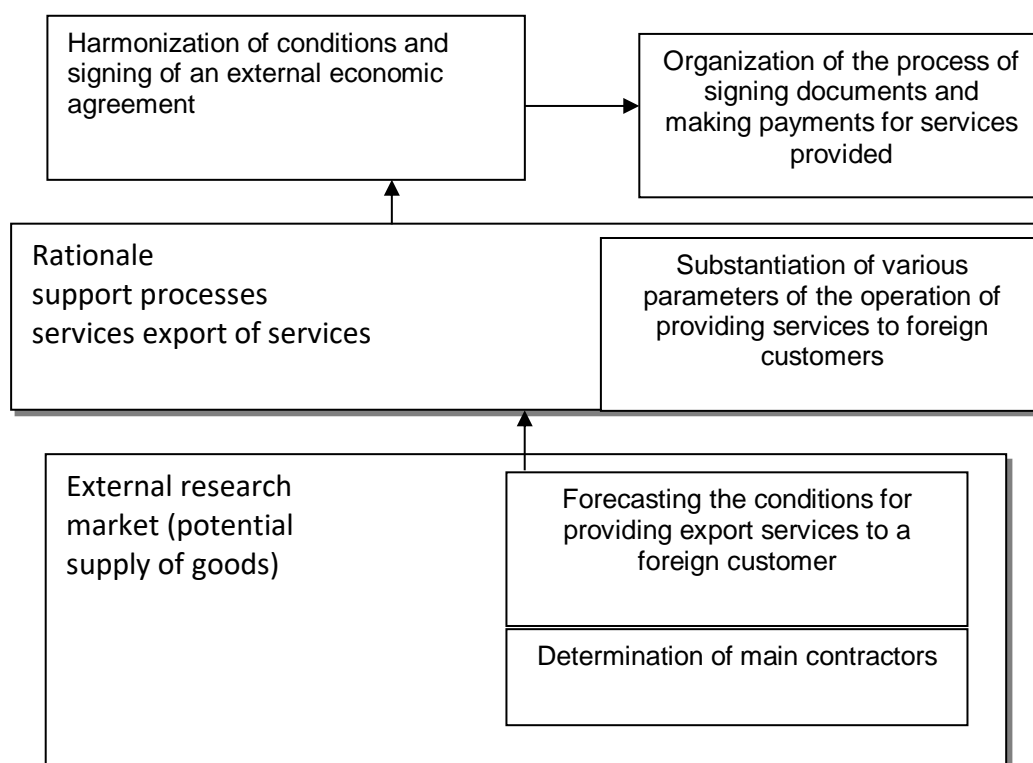 Harmonization of conditions and
signing of an external economic
agreement
Organization of the process of
signing documents and
making payments for services
provided
Rationale
support processes
services export of services
Substantiation of various
parameters of the operation of
providing services to foreign
customers
External research
market (potential
supply of goods)
Forecasting the conditions for
providing export services to a
foreign customer
Determination of main contractors